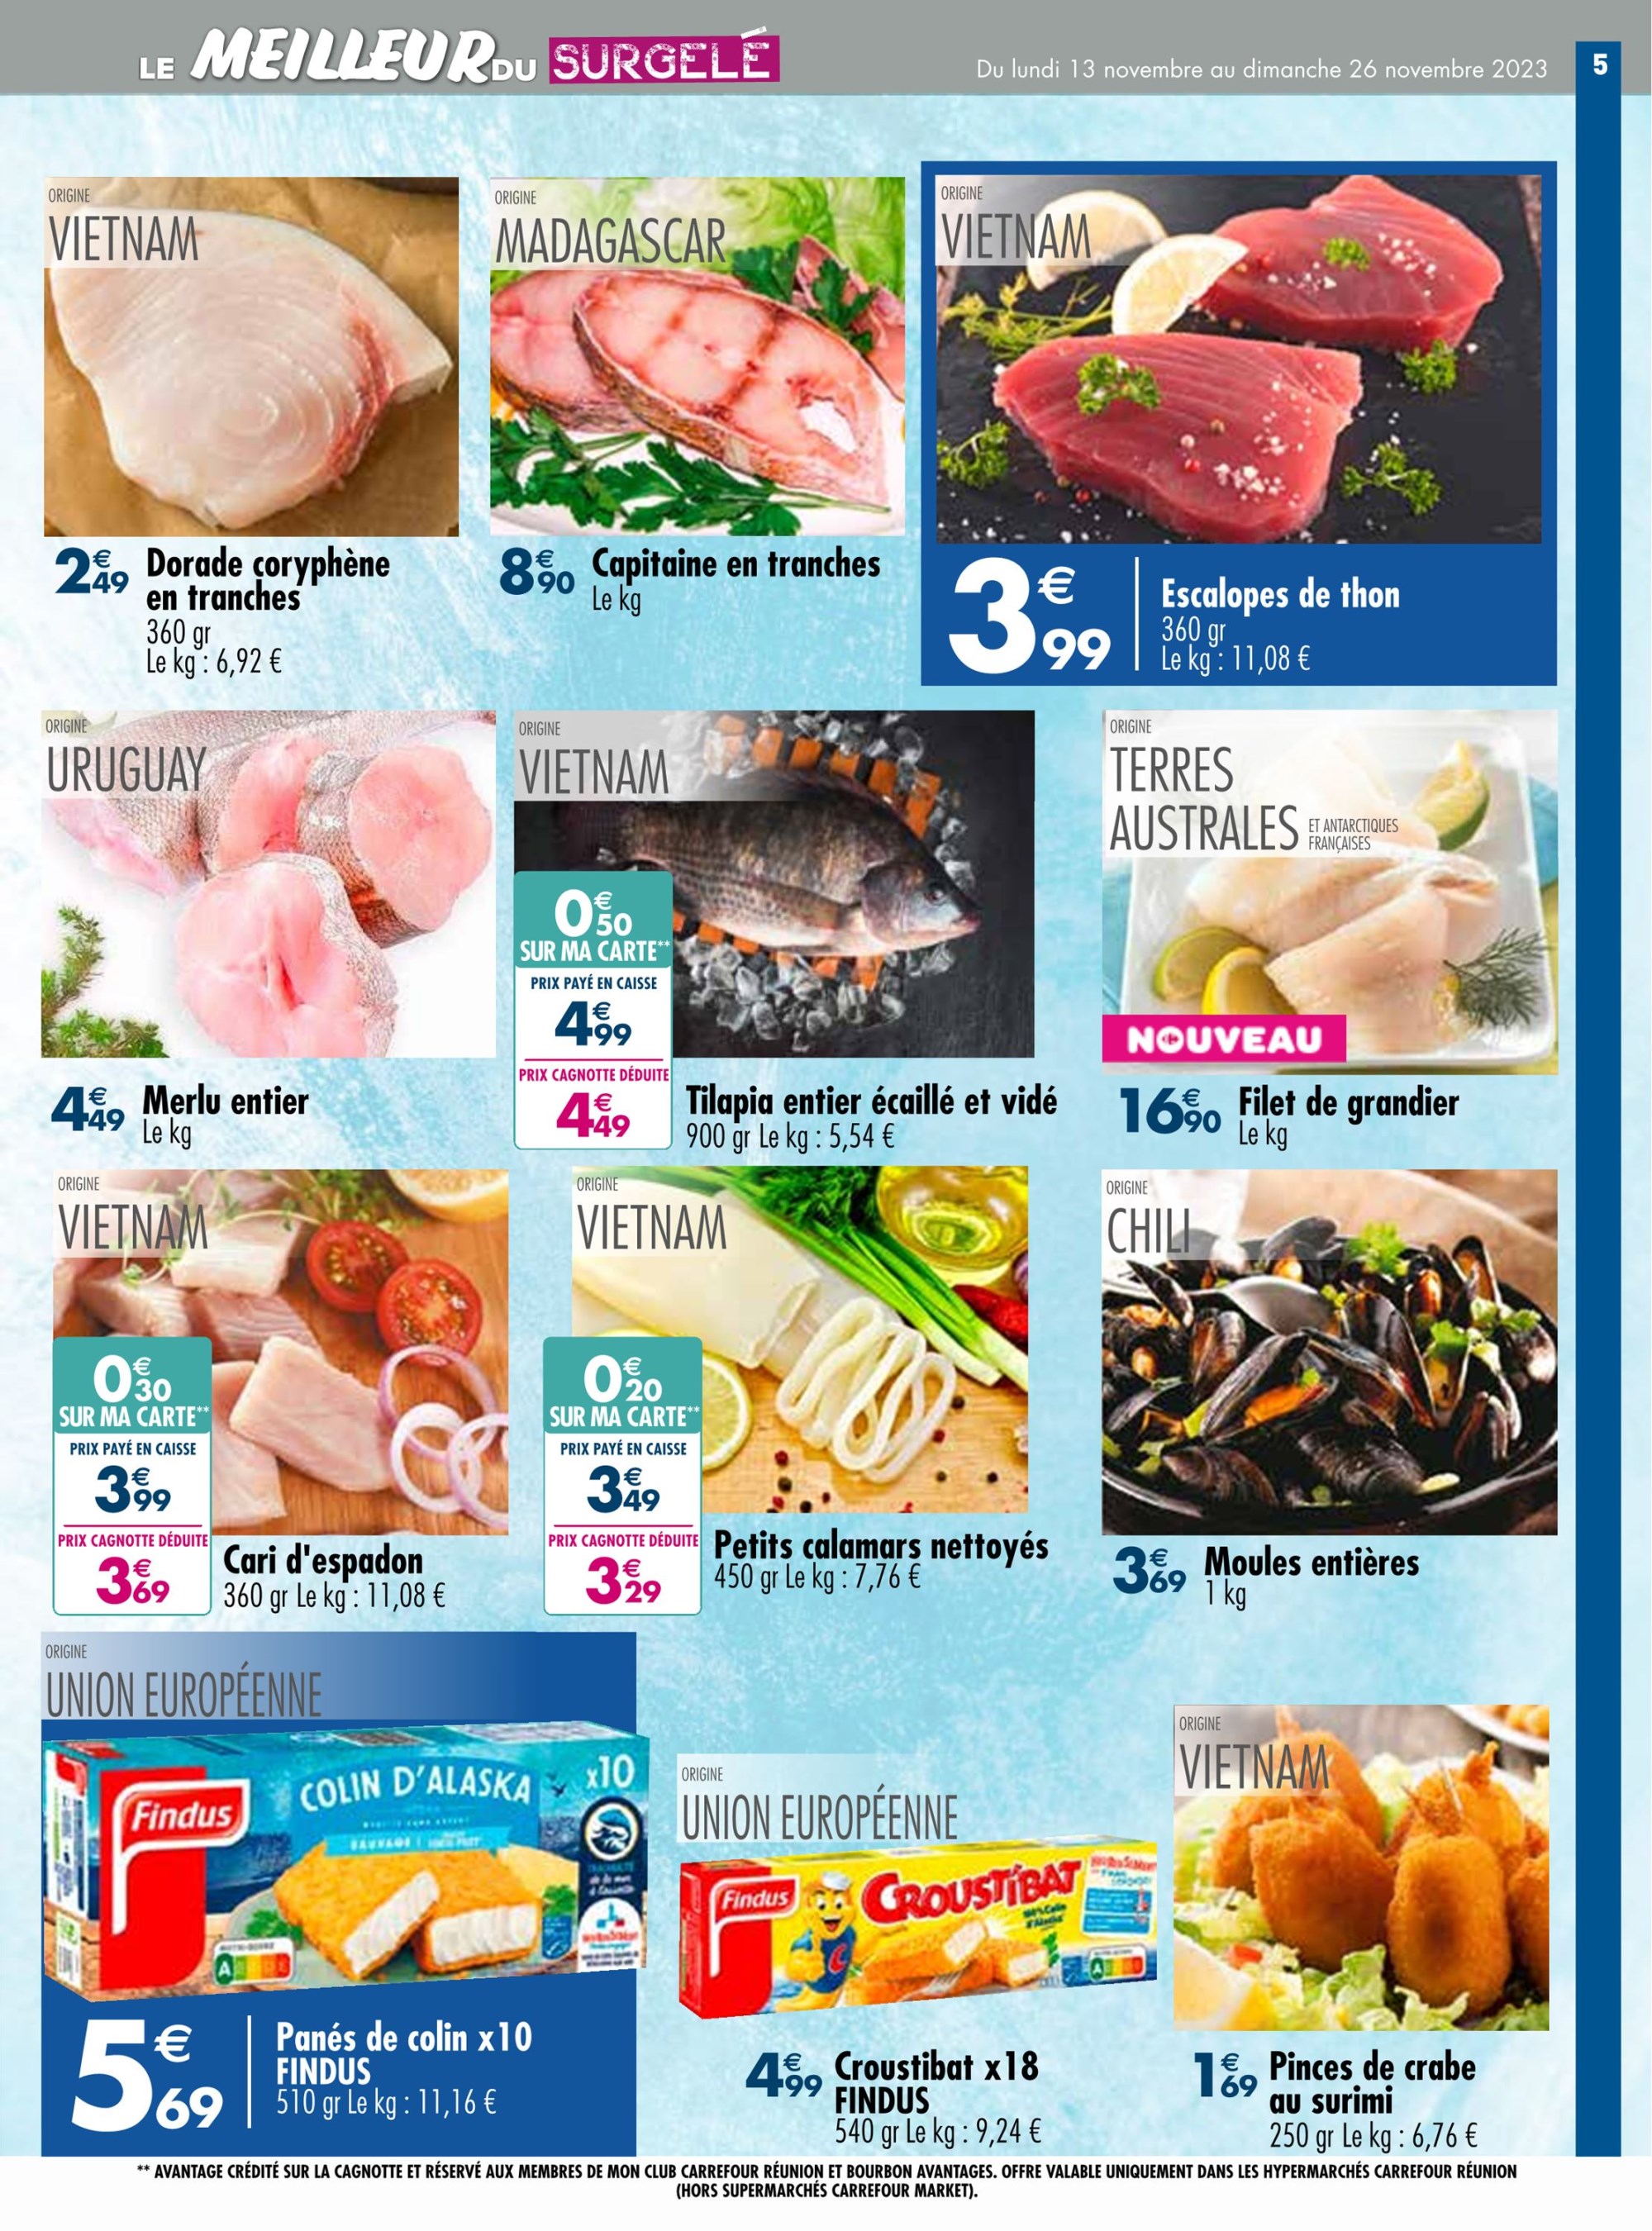 LE MEILLEUR DU SURGELÉ
Du lundi 13 novembre au dimanche 26 novembre 2023
5
ORIGINE
VIETNAM
2€49
Dorade coryphène
en tranches
360 gr
Le kg : 6,92 €
ORIGINE
MADAGASCAR
8€90
Capitaine en tranches
Le kg
ORIGINE
VIETNAM
3€99
Escalopes de thon
360 gr
Le kg : 11,08 €
ORIGINE
URUGUAY
4€49
Merlu entier
Le kg
ORIGINE
VIETNAM
0€50
SUR MA CARTE**
PRIX PAYÉ EN CAISSE
4€99
PRIX CAGNOTTE DÉDUITE
4€49
Tilapia entier écaillé et vidé
900 gr Le kg : 5,54 €
ORIGINE
TERRES
AUSTRALES ET ANTARCTIQUES
FRANÇAISES
NOUVEAU
16€90
Filet de grandier
Le kg
ORIGINE
VIETNAM
0€30
SUR MA CARTE**
PRIX PAYÉ EN CAISSE
3€99
PRIX CAGNOTTE DÉDUITE
3€69
Cari d'espadon
360 gr Le kg : 11,08 €
ORIGINE
VIETNAM
0€20
SUR MA CARTE**
PRIX PAYÉ EN CAISSE
3€49
PRIX CAGNOTTE DÉDUITE
3€29
Petits calamars nettoyés
450 gr Le kg : 7,76 €
ORIGINE
CHILI
3€69
Moules entières
1 kg
ORIGINE
UNION EUROPÉENNE
Findus
COLIN D'ALASKA
x10
SAUVAGE
NUTRI-SCORE
A
5€69
Panés de colin x10
FINDUS
510 gr Le kg : 11,16 €
ORIGINE
UNION EUROPÉENNE
Findus
CROUSTIBAT
C
A
4€99
Croustibat x18
FINDUS
540 gr Le kg : 9,24 €
ORIGINE
VIETNAM
1€69
Pinces de crabe
au surimi
250 gr Le kg : 6,76 €
** AVANTAGE CRÉDITÉ SUR LA CAGNOTTE ET RÉSERVÉ AUX MEMBRES DE MON CLUB CARREFOUR RÉUNION ET BOURBON AVANTAGES. OFFRE VALABLE UNIQUEMENT DANS LES HYPERMARCHÉS CARREFOUR RÉUNION
(HORS SUPERMARCHÉS CARREFOUR MARKET).